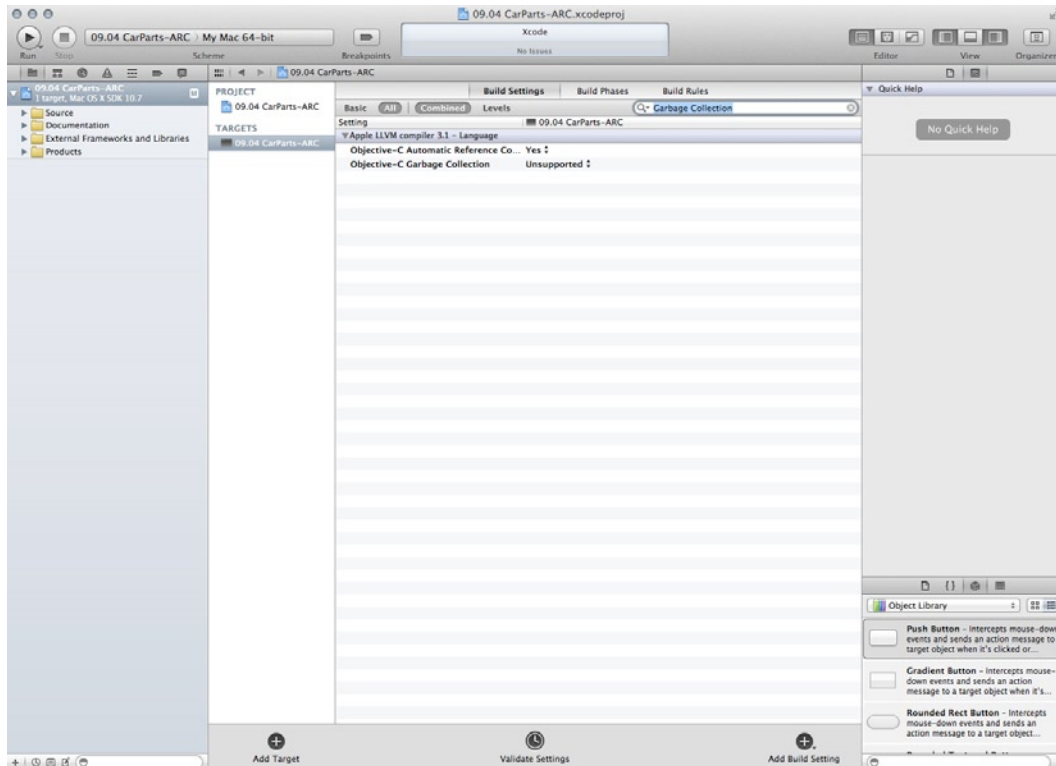 09.04 CarParts-ARC.xcodeproj
09.04 CarParts-ARC
My Mac 64-bit
Xcode
No Issues
Run
Stop
Scheme
Breakpoints
Editor
View
Organizer
09.04 CarParts-ARC
09.04 CarParts-ARC
1 target, Mac OS X SDK 10.7
M
Source
Documentation
External Frameworks and Libraries
Products
PROJECT
09.04 CarParts-ARC
TARGETS
09.04 CarParts-ARC
Build Settings
Build Phases
Build Rules
Basic
All
Combined
Levels
Garbage Collection
Setting
09.04 CarParts-ARC
Apple LLVM compiler 3.1 - Language
Objective-C Automatic Reference Co... Yes
Objective-C Garbage Collection Unsupported
Quick Help
No Quick Help
Object Library
Push Button - Intercepts mouse-down
events and sends an action message to
target object when it's clicked or...
Gradient Button - Intercepts mouse-
down events and sends an action
message to a target object when it's...
Rounded Rect Button - Intercepts
mouse-down events and sends an
action message to a target object...
Add Target
Validate Settings
Add Build Setting